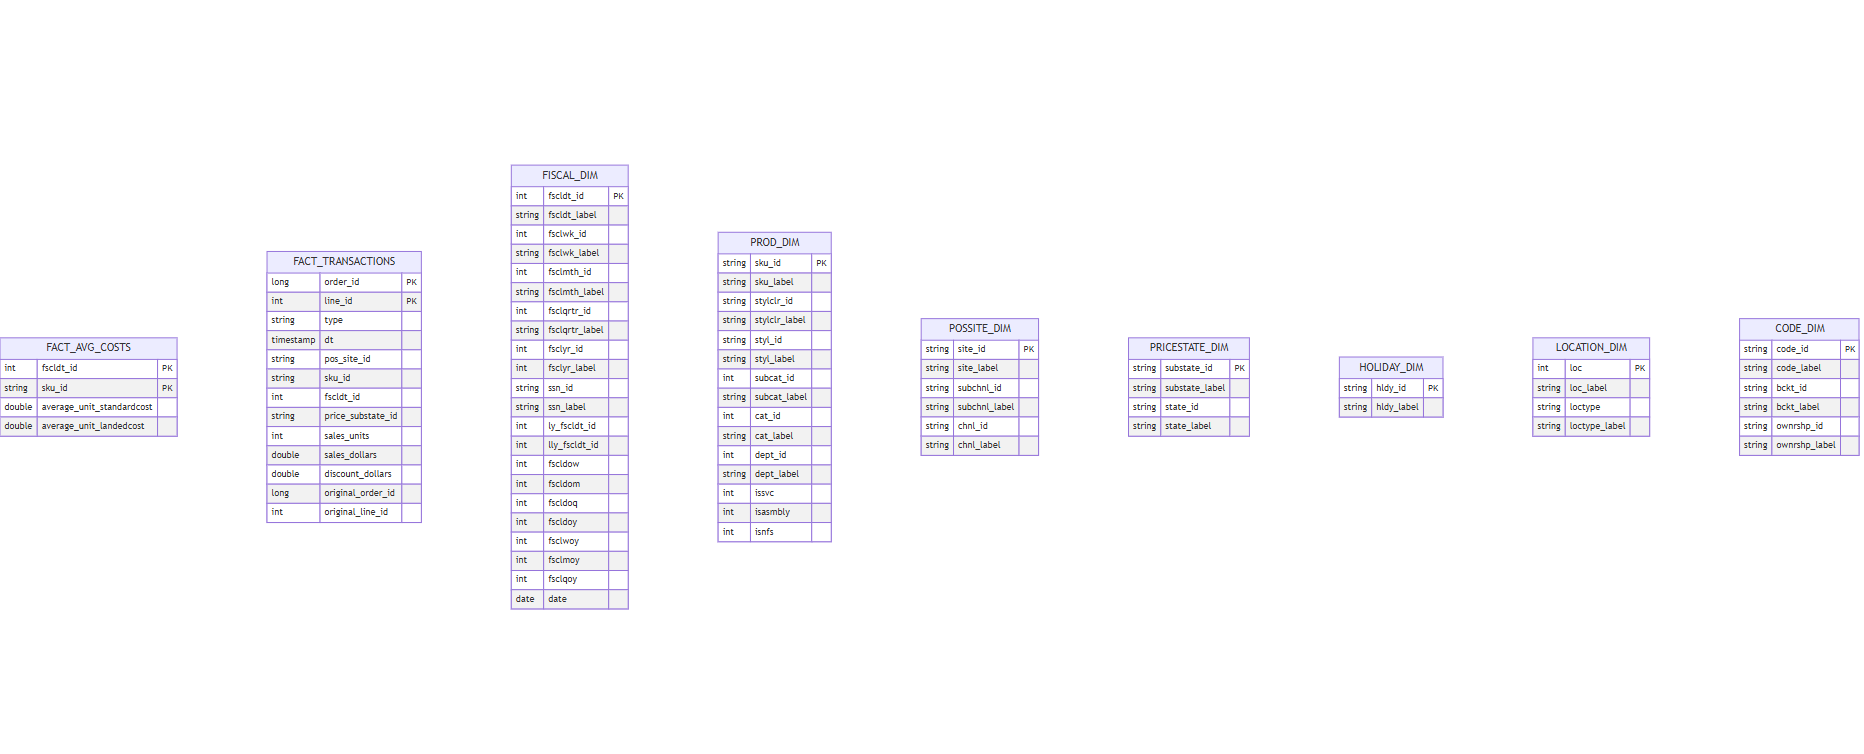 FACT_AVG_COSTS
int fscldt_id PK
string sku_id PK
double average_unit_standardcost
double average_unit_landedcost
FACT_TRANSACTIONS
long order_id PK
int line_id PK
string type
timestamp dt
string pos_site_id
string sku_id
int fscldt_id
string price_substate_id
int sales_units
double sales_dollars
double discount_dollars
long original_order_id
int original_line_id
FISCAL_DIM
int fscldt_id PK
string fscldt_label
int fsclwk_id
string fsclwk_label
int fsclmth_id
string fsclmth_label
int fsclqrtr_id
string fsclqrtr_label
int fsclyr_id
int fsclyr_label
string ssn_id
string ssn_label
int ly_fscldt_id
int lly_fscldt_id
int fscldow
int fscldom
int fscldoq
int fscldoy
int fsclwoy
int fsclmoy
int fsclqoy
date date
PROD_DIM
string sku_id PK
string sku_label
string stylclr_id
string stylclr_label
string styl_id
string styl_label
int subcat_id
string subcat_label
int cat_id
string cat_label
int dept_id
string dept_label
int issvc
int isasmbly
int isnfs
POSSITE_DIM
string site_id PK
string site_label
string subchnl_id
string subchnl_label
string chnl_id
string chnl_label
PRICESTATE_DIM
string substate_id PK
string substate_label
string state_id
string state_label
HOLIDAY_DIM
string hldy_id PK
string hldy_label
LOCATION_DIM
int loc PK
string loc_label
string loctype
string loctype_label
CODE_DIM
string code_id PK
string code_label
string bckt_id
string bckt_label
string ownrshp_id
string ownrshp_label